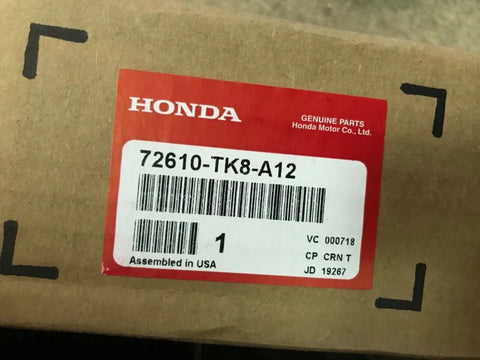 HONDA
GENUINE PARTS
Honda Motor Co., Ltd.
72610-TK8-A12
1
VC 000718
CP CRN T
Assembled in USA
JD 19267